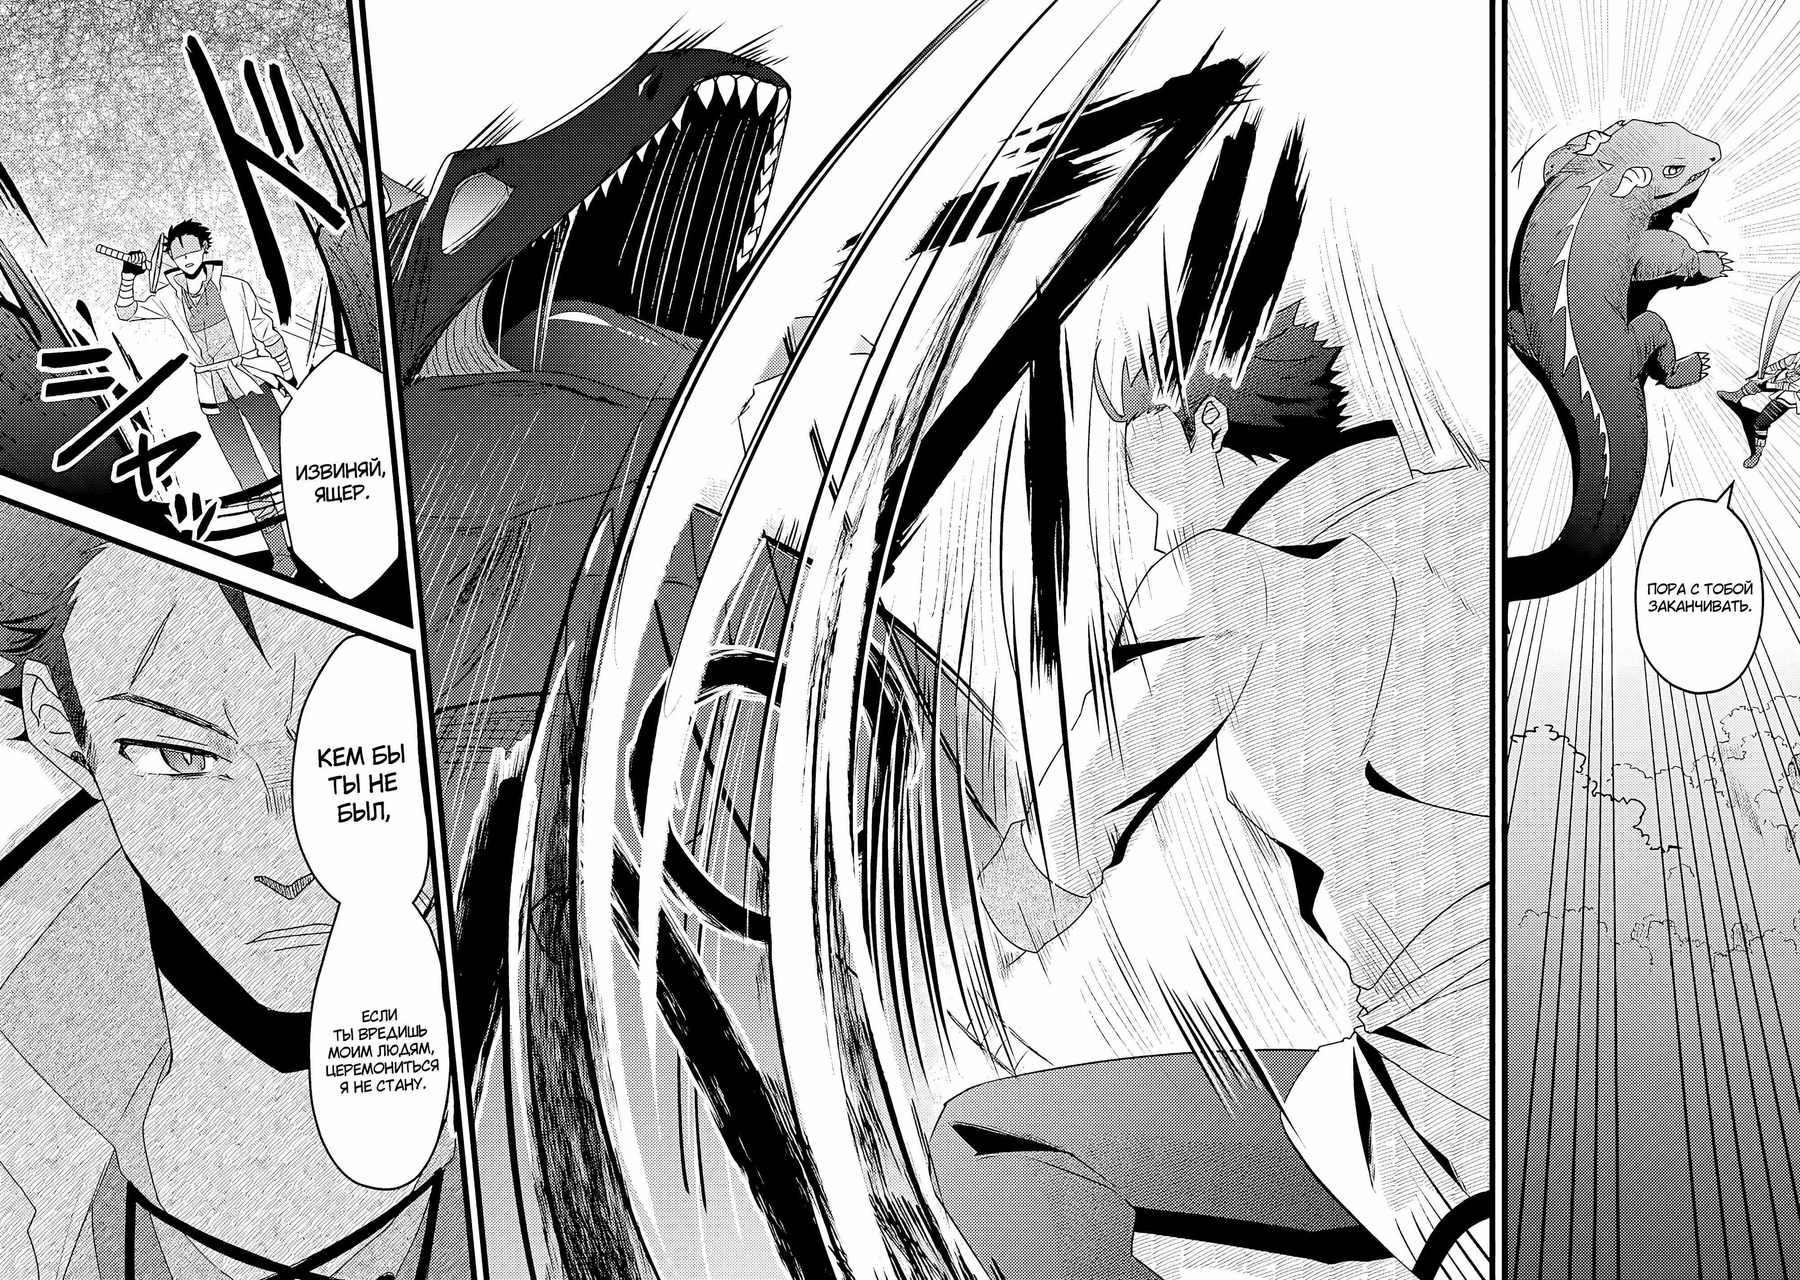 ПОРА С ТОБОЙ
ЗАКАНЧИВАТЬ.
ИЗВИНЯЙ,
ЯЩЕР.
КЕМ БЫ
ТЫ НЕ
БЫЛ,
ЕСЛИ
ТЫ ВРЕДИШЬ
МОИМ ЛЮДЯМ,
ЦЕРЕМОНИТЬСЯ
Я НЕ СТАНУ.